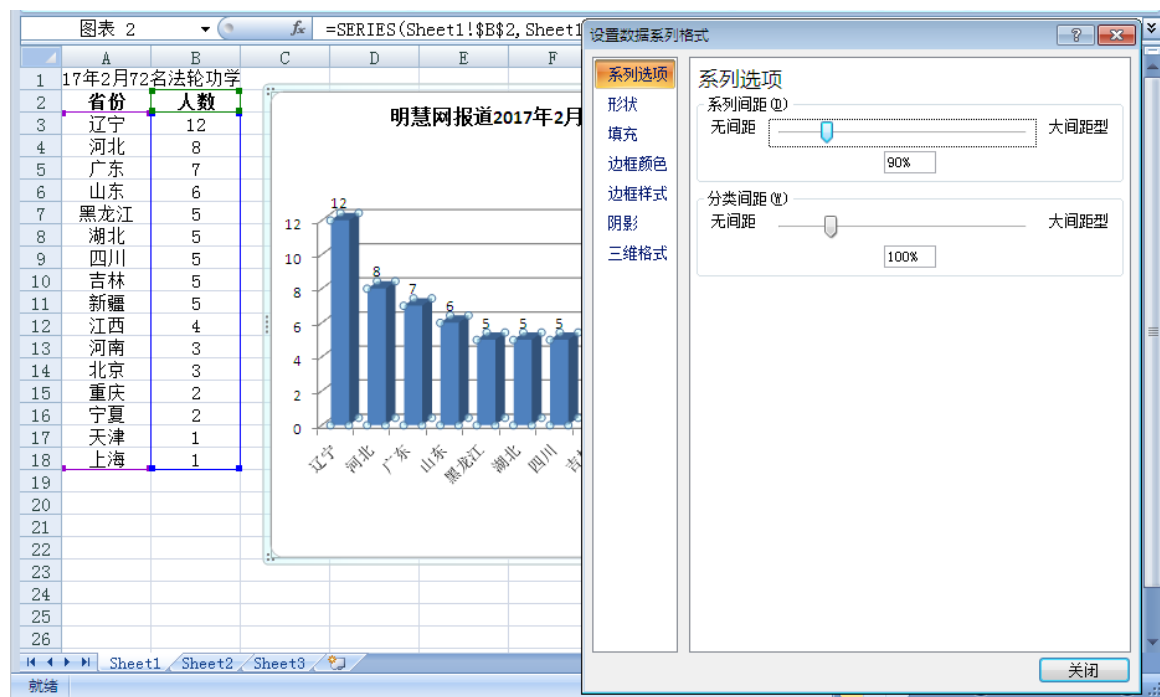 图表 2
fx =SERIES(Sheet1!$B$2,Sheet1
A B C D E F
1 17年2月72名法轮功学
2 省份 人数
3 辽宁 12
4 河北 8
5 广东 7
6 山东 6
7 黑龙江 5
8 湖北 5
9 四川 5
10 吉林 5
11 新疆 5
12 江西 4
13 河南 3
14 北京 3
15 重庆 2
16 宁夏 2
17 天津 1
18 上海 1
19
20
21
22
23
24
25
26
明慧网报道2017年2月
12 8 7 6 5 5 5
12
10
8
6
4
2
0
辽宁 河北 广东 山东 黑龙江 湖北 四川
Sheet1 Sheet2 Sheet3
就绪
设置数据系列格式
系列选项
形状
填充
边框颜色
边框样式
阴影
三维格式
系列选项
系列间距(D)
无间距 大间距型
90%
分类间距(W)
无间距 大间距型
100%
关闭